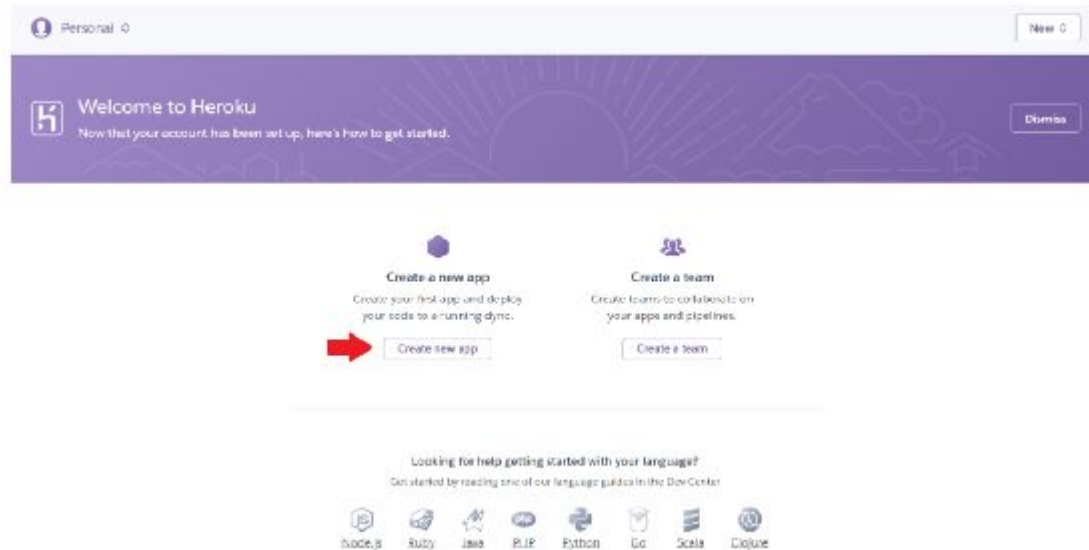 Personal
New
Welcome to Heroku
Now that your account has been set up, here's how to get started.
Dismiss
Create a new app
Create your first app and deploy
your code to a running dyno.
Create new app
Create a team
Create teams to collaborate on
your apps and pipelines.
Create a team
Looking for help getting started with your language?
Get started by reading one of our language guides in the Dev Center
Node.js Ruby Java PHP Python Go Scala Clojure